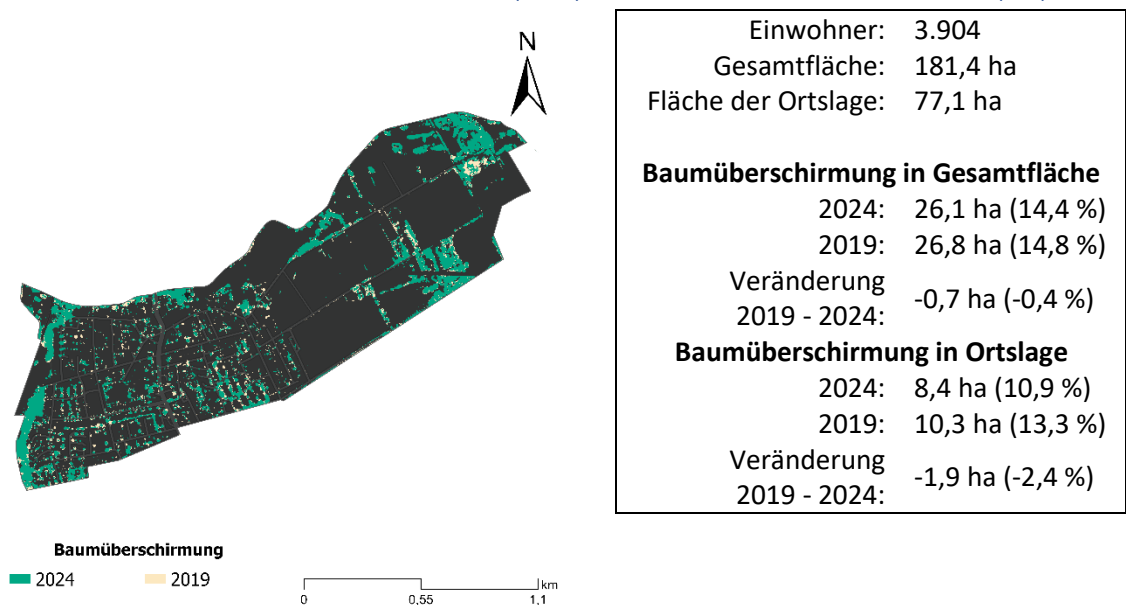 N
Einwohner: 3.904
Gesamtfläche: 181,4 ha
Fläche der Ortslage: 77,1 ha
Baumüberschirmung in Gesamtfläche
2024: 26,1 ha (14,4 %)
2019: 26,8 ha (14,8 %)
Veränderung
2019 - 2024: -0,7 ha (-0,4 %)
Baumüberschirmung in Ortslage
2024: 8,4 ha (10,9 %)
2019: 10,3 ha (13,3 %)
Veränderung
2019 - 2024: -1,9 ha (-2,4 %)
Baumüberschirmung
2024 2019
km
0 0,55 1,1